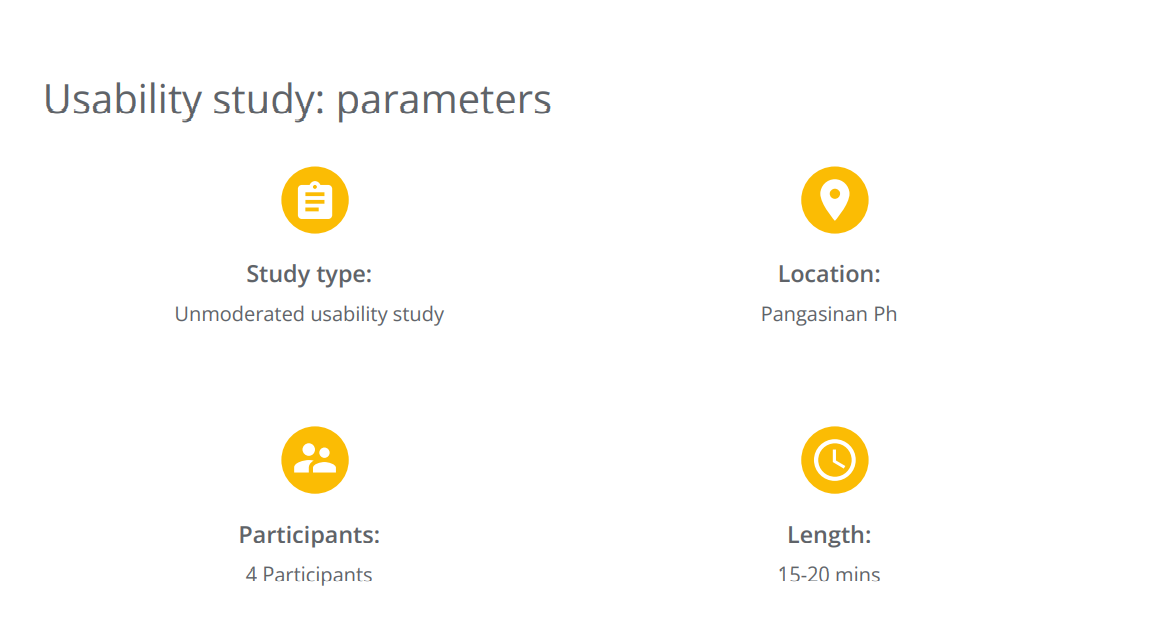 Usability study: parameters
Study type:
Unmoderated usability study
Location:
Pangasinan Ph
Participants:
4 Participants
Length:
15-20 mins